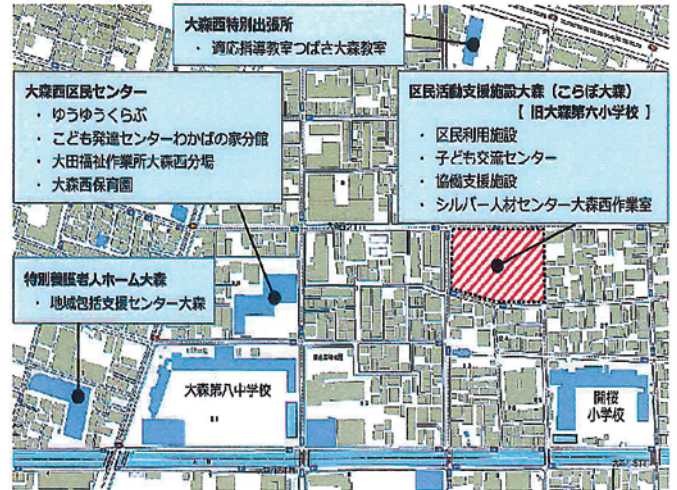 大森西特別出張所
・ 適応指導教室つばさ大森教室
大森西区民センター
・ ゆうゆうくらぶ
・ こども発達センターわかばの家分館
・ 大田福祉作業所大森西分場
・ 大森西保育園
区民活動支援施設大森（こらぼ大森）
【 旧大森第六小学校 】
・ 区民利用施設
・ 子ども交流センター
・ 協働支援施設
・ シルバー人材センター大森西作業室
特別養護老人ホーム大森
・ 地域包括支援センター大森
大森第八中学校
開桜
小学校